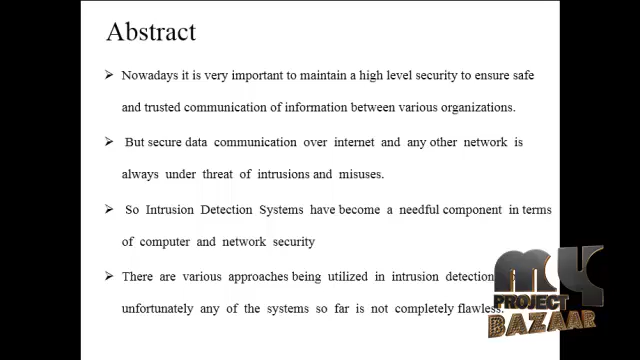 Abstract
➢ Nowadays it is very important to maintain a high level security to ensure safe
and trusted communication of information between various organizations.
➢ But secure data communication over internet and any other network is
always under threat of intrusions and misuses.
➢ So Intrusion Detection Systems have become a needful component in terms
of computer and network security
➢ There are various approaches being utilized in intrusion detection
unfortunately any of the systems so far is not completely flawless.
PROJECT
BAZAAR